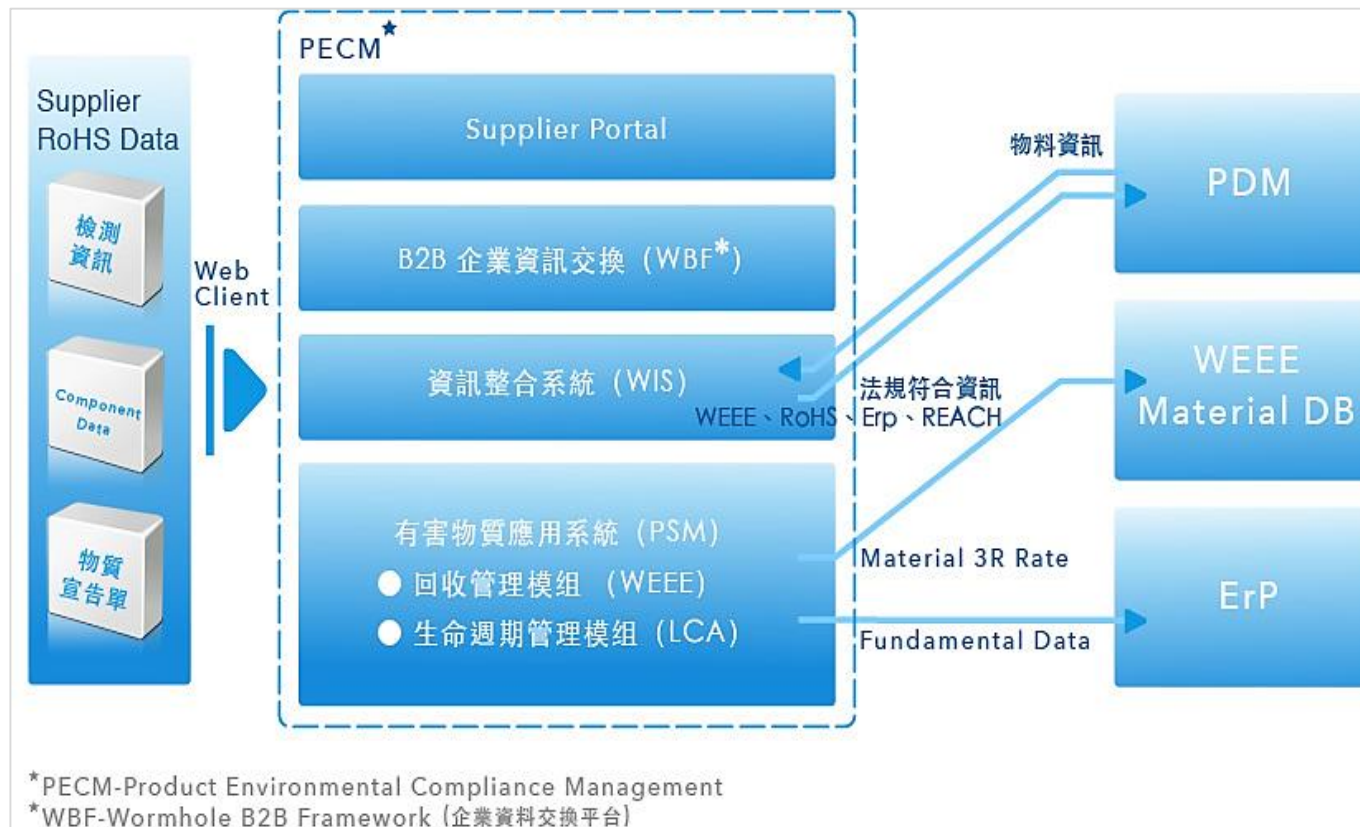 Supplier
RoHS Data
檢測
資訊
Component
Data
物質
宣告單
Web
Client
PECM★
Supplier Portal
B2B 企業資訊交換 (WBF*)
資訊整合系統 (WIS)
有害物質應用系統 (PSM)
● 回收管理模組 (WEEE)
● 生命週期管理模組 (LCA)
物料資訊
法規符合資訊
WEEE、RoHS、Erp、REACH
Material 3R Rate
Fundamental Data
PDM
WEEE
Material DB
ErP
★PECM-Product Environmental Compliance Management
*WBF-Wormhole B2B Framework (企業資料交換平台)